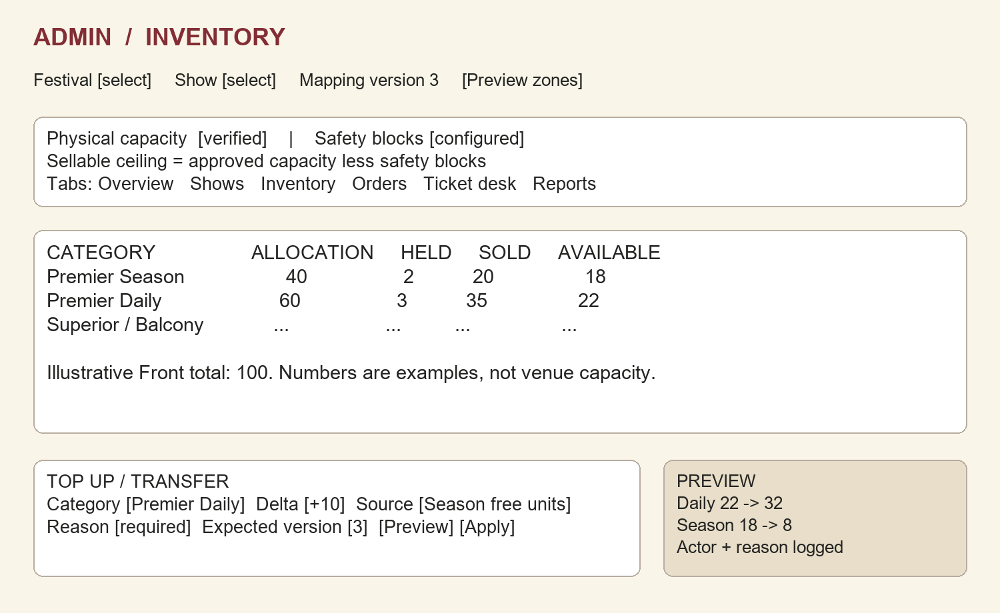 ADMIN / INVENTORY
Festival [select] Show [select] Mapping version 3 [Preview zones]
Physical capacity [verified] | Safety blocks [configured]
Sellable ceiling = approved capacity less safety blocks
Tabs: Overview Shows Inventory Orders Ticket desk Reports
CATEGORY ALLOCATION HELD SOLD AVAILABLE
Premier Season 40 2 20 18
Premier Daily 60 3 35 22
Superior / Balcony ... ... ... ...
Illustrative Front total: 100. Numbers are examples, not venue capacity.
TOP UP / TRANSFER
Category [Premier Daily] Delta [+10] Source [Season free units]
Reason [required] Expected version [3] [Preview] [Apply]
PREVIEW
Daily 22 -> 32
Season 18 -> 8
Actor + reason logged